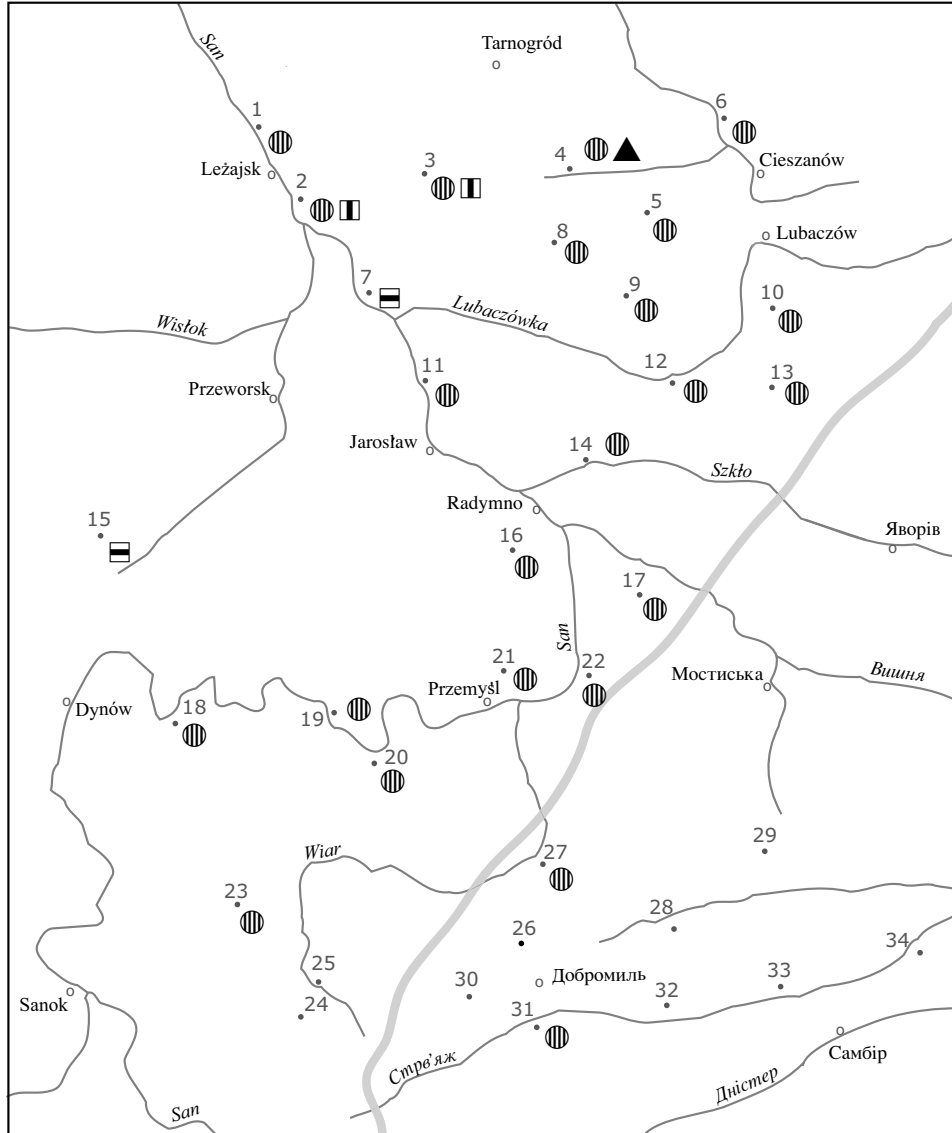 San
Tarnogród
1
6
3
4
Leżajsk
Cieszanów
2
5
8
Lubaczów
7
9
10
Lubaczówka
Wisłok
11
12
13
Przeworsk
14
Jarosław
Szkło
Radymno
15
Яворів
16
17
San
21
22
Мостиська
Вишня
Przemyśl
Dynów
18
19
20
29
Wiar
27
23
28
26
34
25
33
Добромиль
30
32
Sanok
24
31
Самбір
Стрв'яж
Дністер
San